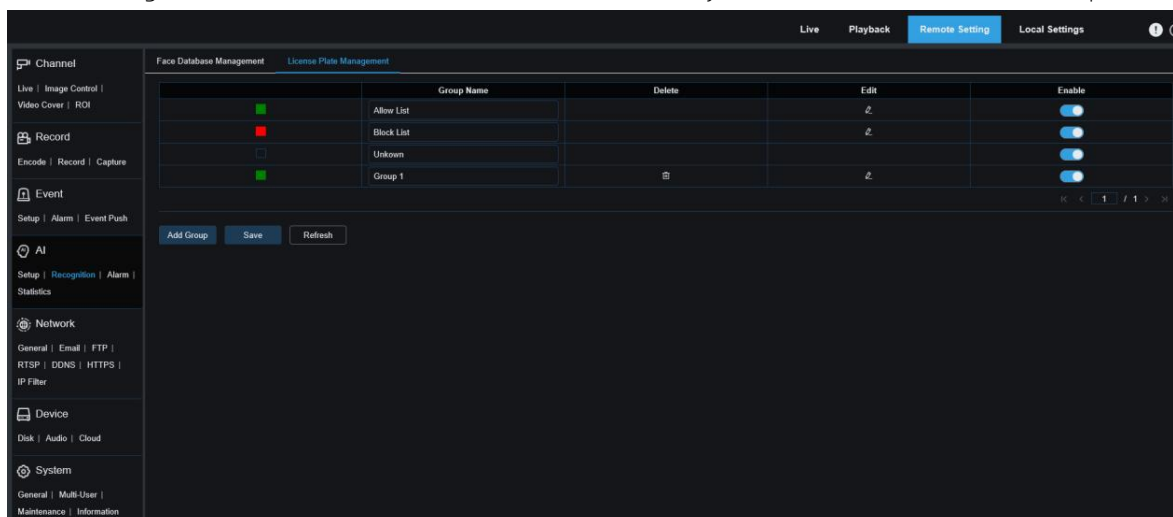 Live Playback Remote Setting Local Settings
Channel
Live | Image Control |
Video Cover | ROI
Record
Encode | Record | Capture
Event
Setup | Alarm | Event Push
AI
Setup | Recognition | Alarm |
Statistics
Network
General | Email | FTP |
RTSP | DDNS | HTTPS |
IP Filter
Device
Disk | Audio | Cloud
System
General | Multi-User |
Maintenance | Information
Face Database Management License Plate Management
Group Name Delete Edit Enable
Allow List
Block List
Unkown
Group 1
1 / 1
Add Group Save Refresh